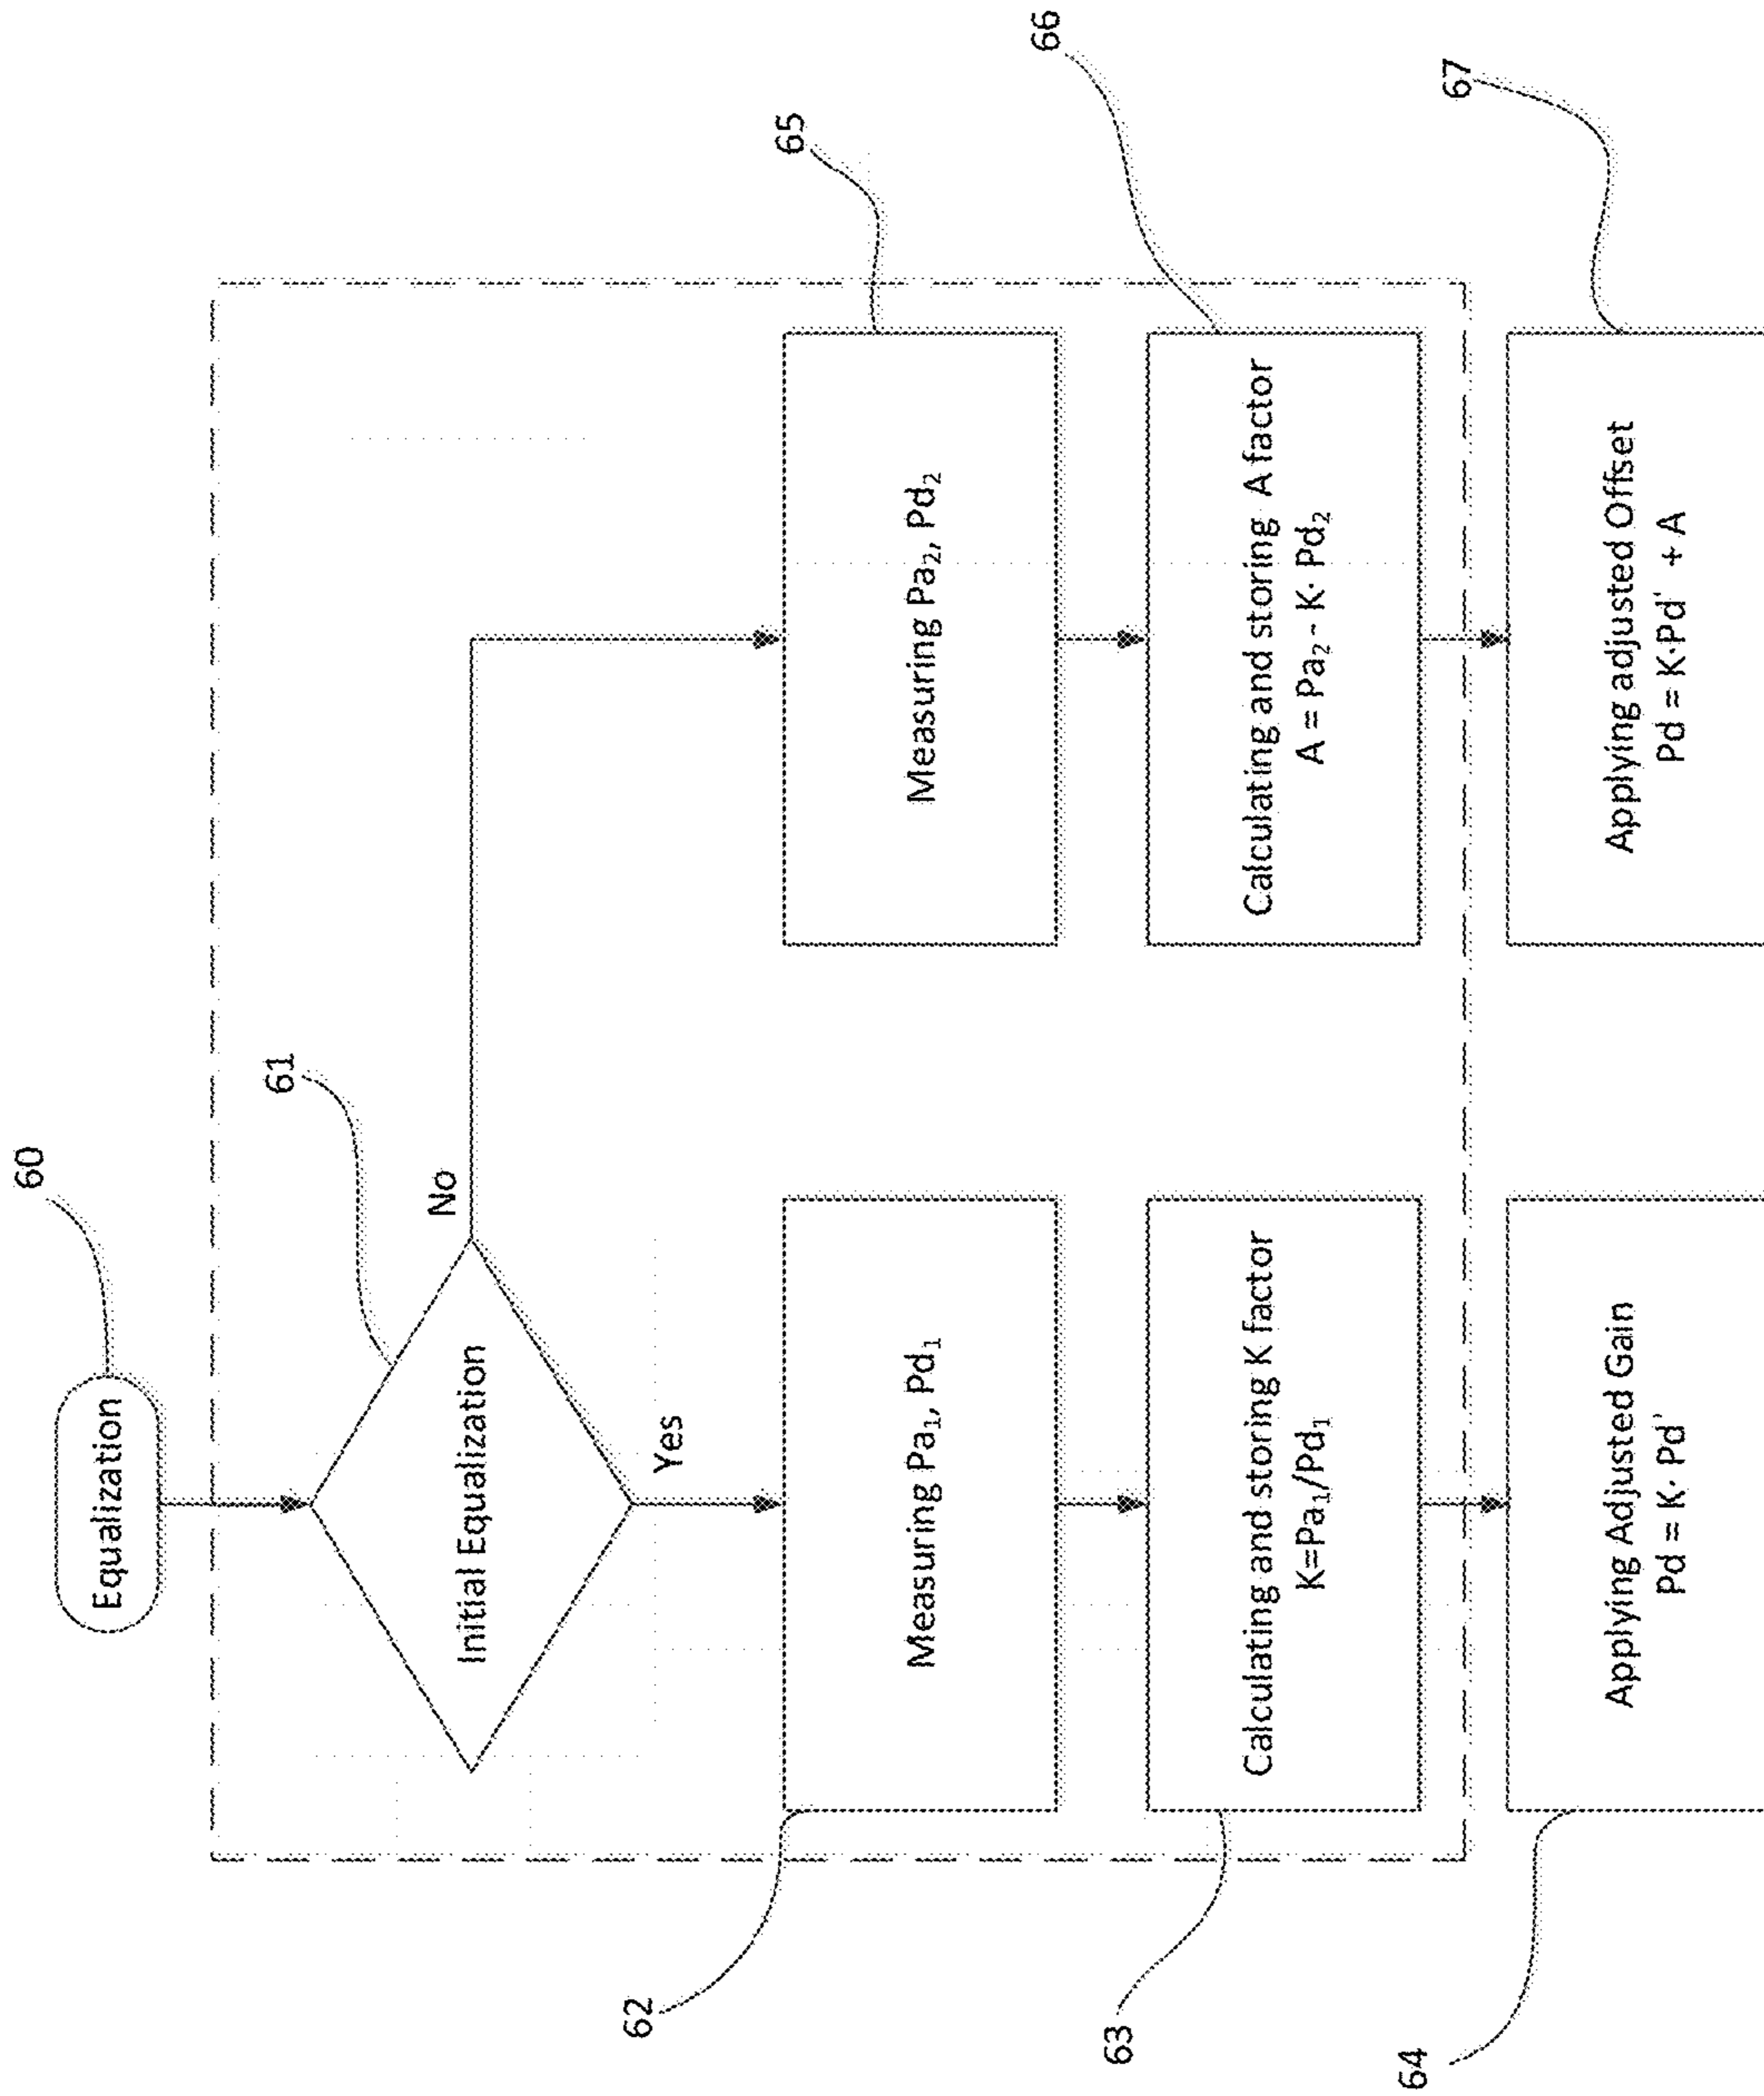 60
Equalization
61
Initial Equalization
No
Yes
62
Measuring Pa₁, Pd₁
65
Measuring Pa₂, Pd₂
63
Calculating and storing K factor
K=Pa₁/Pd₁
66
Calculating and storing A factor
A = Pa₂ - K· Pd₂
64
Applying Adjusted Gain
Pd = K· Pd'
67
Applying adjusted Offset
Pd = K·Pd' + A